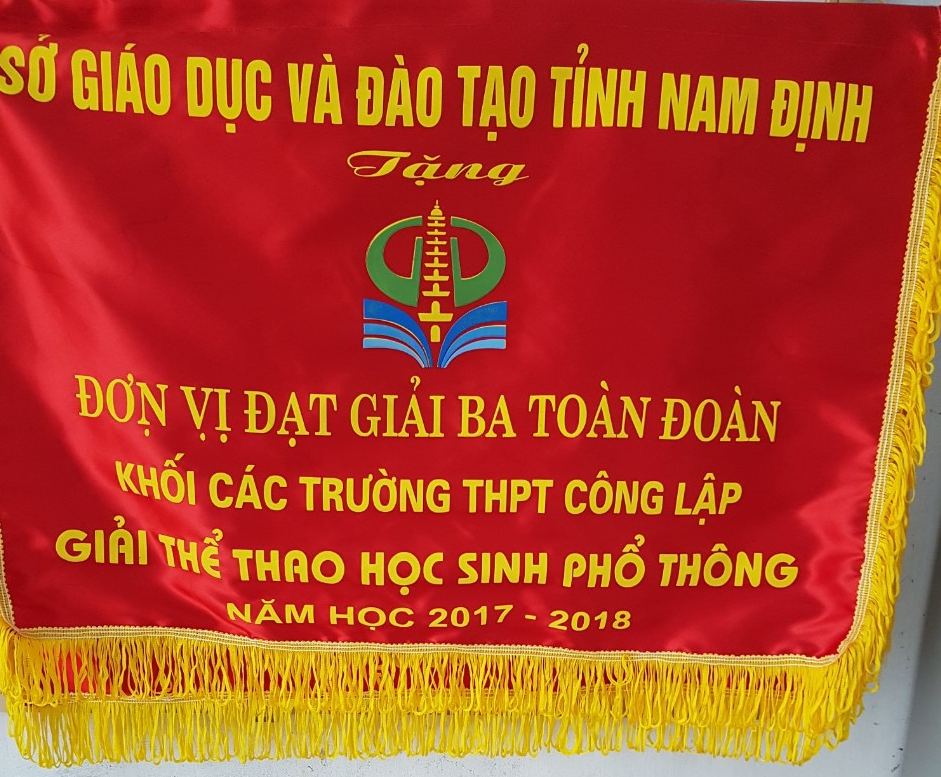 SỞ GIÁO DỤC VÀ ĐÀO TẠO TỈNH NAM ĐỊNH
Tặng
ĐƠN VỊ ĐẠT GIẢI BA TOÀN ĐOÀN
KHỐI CÁC TRƯỜNG THPT CÔNG LẬP
GIẢI THỂ THAO HỌC SINH PHỔ THÔNG
NĂM HỌC 2017 - 2018